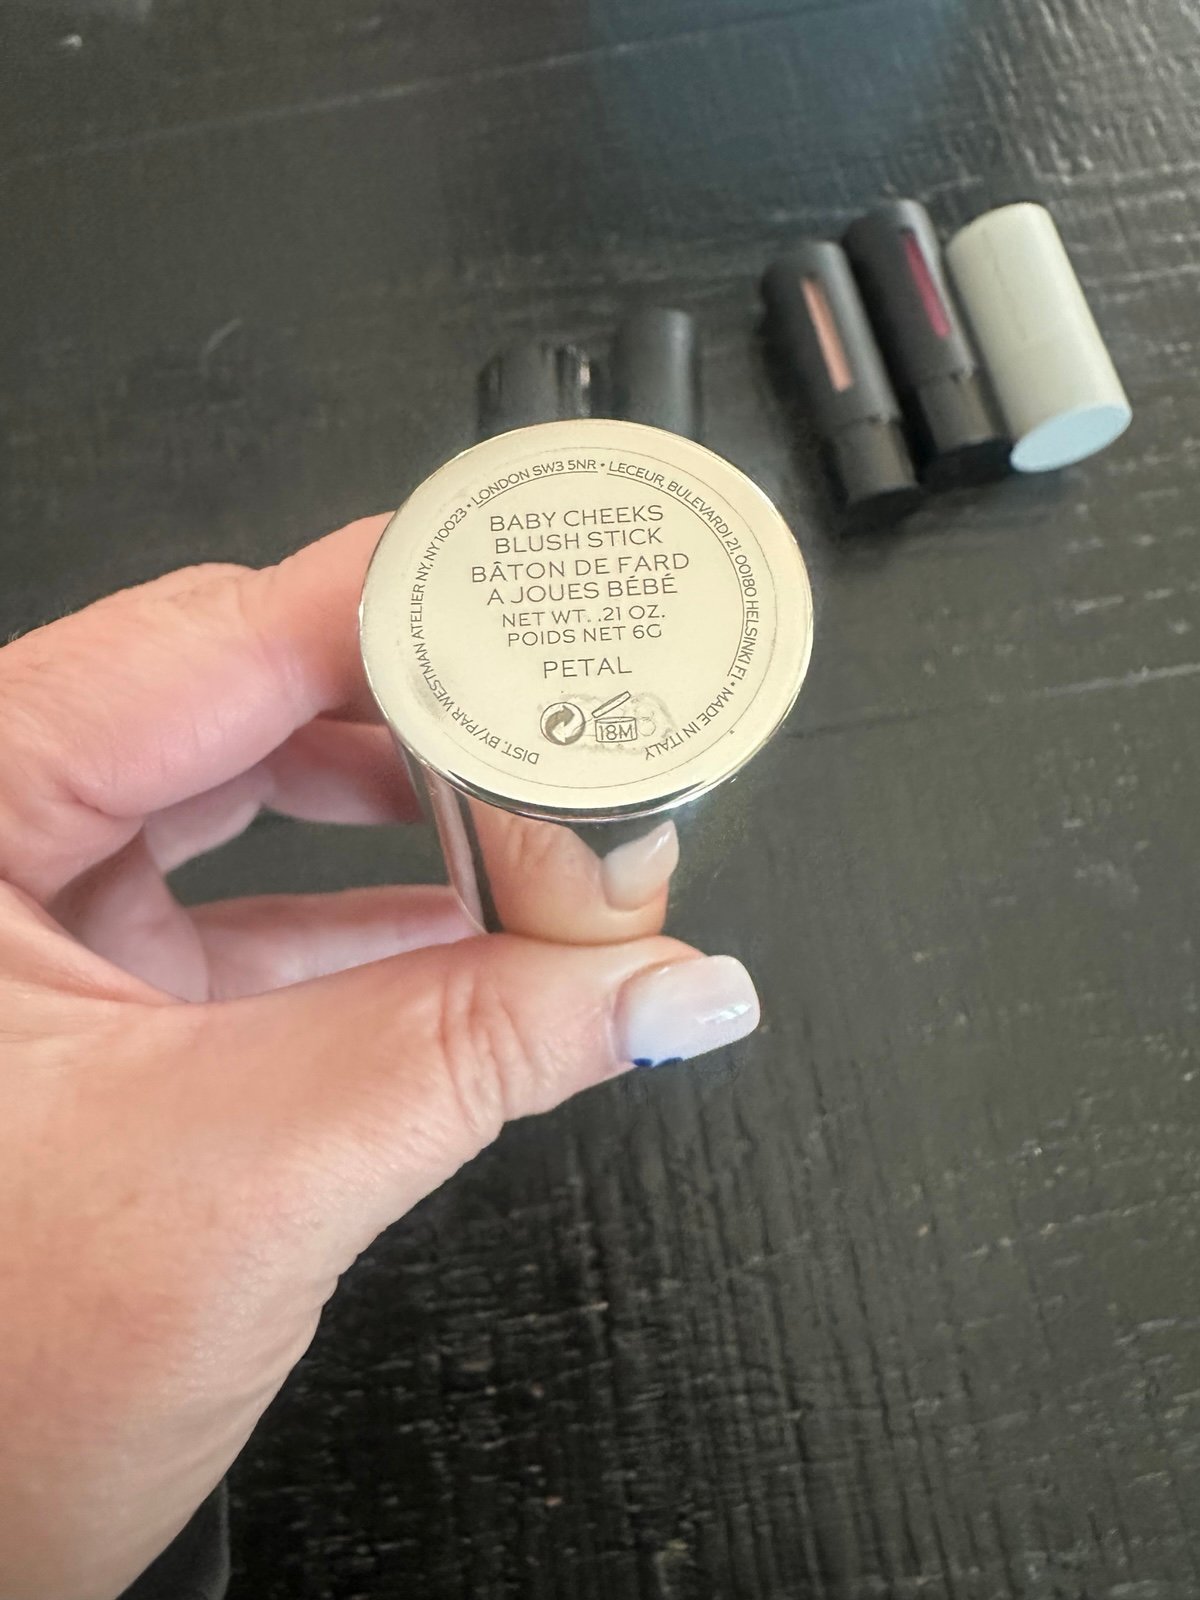 DIST. BY/PAR WESTMAN ATELIER NY, NY 10023 • LONDON SW3 5NR • LECEUR, BULEVARDI 21, 00180 HELSINKI FI • MADE IN ITALY
BABY CHEEKS
BLUSH STICK
BÂTON DE FARD
A JOUES BÉBÉ
NET WT. .21 OZ.
POIDS NET 6G
PETAL
18M